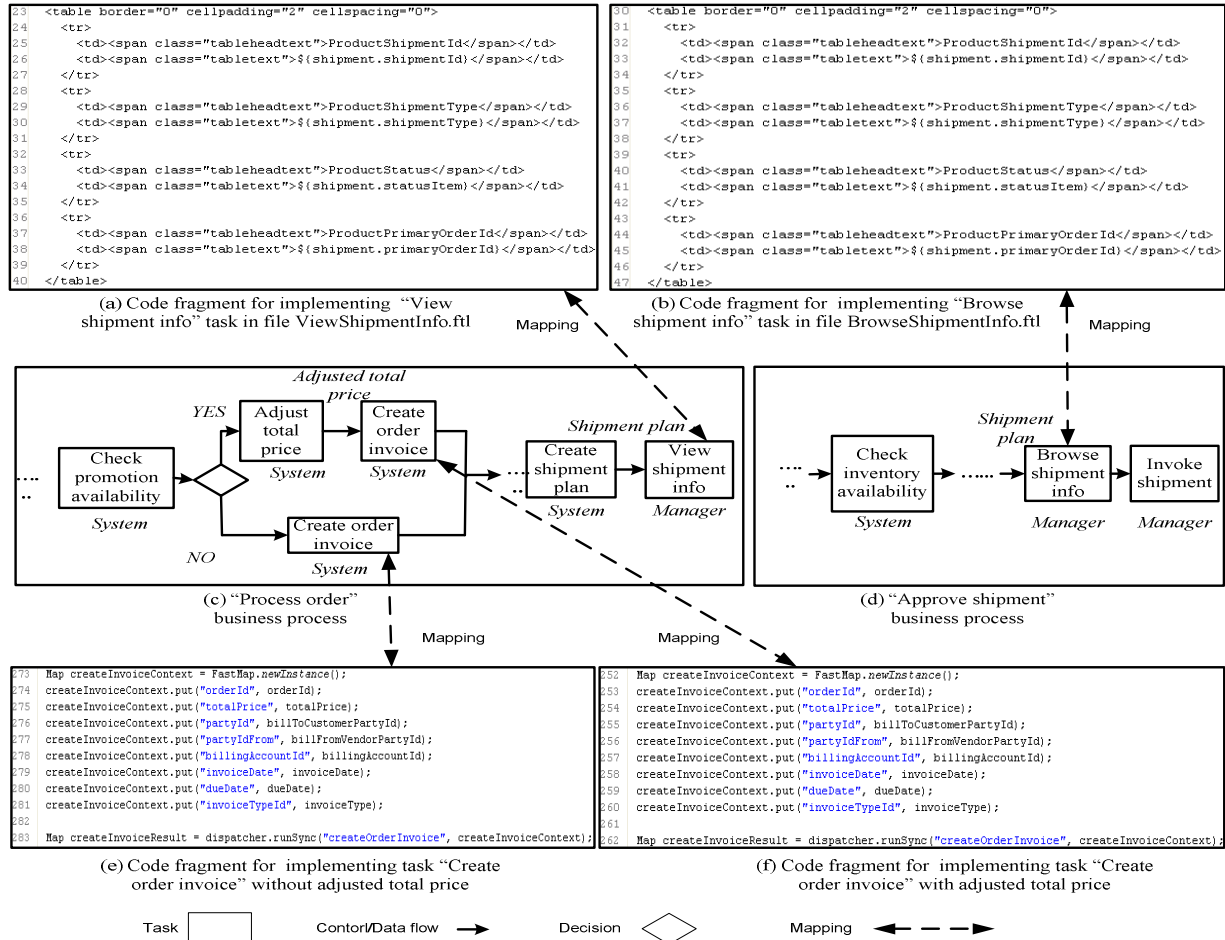 23 <table border="0" cellpadding="2" cellspacing="0">
24 <tr>
25 <td><span class="tableheadtext">ProductShipmentId</span></td>
26 <td><span class="tableheadtext">${shipment.shipmentId}</span></td>
27 </tr>
28 <tr>
29 <td><span class="tableheadtext">ProductShipmentType</span></td>
30 <td><span class="tabletext">${shipment.shpmentType}</span></td>
31 </tr>
32 <tr>
33 <td><span class="tableheadtext">ProductStatus</span></td>
34 <td><span class="tabletext">${shipment.statusItem}</span></td>
35 </tr>
36 <tr>
37 <td><span class="tableheadtext">ProductPrimaryOrderId</span></td>
38 <td><span class="tableheadtext">${shipment.primaryOrderId}</span></td>
39 </tr>
40 </table>
(a) Code fragment for implementing “View
shipment info” task in file ViewShipmentInfo.ftl
30 <table border="0" cellpadding="2" cellspacing="0">
31 <tr>
32 <td><span class="tableheadtext">ProductShipmentId</span></td>
33 <td><span class="tableheadtext">${shipment.shipmentId}</span></td>
34 </tr>
35 <tr>
36 <td><span class="tableheadtext">ProductShipmentType</span></td>
37 <td><span class="tabletext">${shipment.shpmentType}</span></td>
38 </tr>
39 <tr>
40 <td><span class="tableheadtext">ProductStatus</span></td>
41 <td><span class="tabletext">${shipment.statusItem}</span></td>
42 </tr>
43 <tr>
44 <td><span class="tableheadtext">ProductPrimaryOrderId</span></td>
45 <td><span class="tabletext">${shipment.primaryOrderId}</span></td>
46 </tr>
47 </table>
(b) Code fragment for implementing “Browse
shipment info” task in file BrowseShipmentInfo.ftl
Mapping
Mapping
Check
promotion
availability
System
YES
NO
Adjust
total
price
System
Adjusted total
price
Create
order
invoice
System
Create order
invoice
System
Create
shipment
plan
System
Shipment plan
View
shipment
info
Manager
(c) “Process order”
business process
Check
inventory
availability
System
Shipment
plan
Browse
shipment
info
Manager
Invoke
shipment
Manager
(d) “Approve shipment”
business process
Mapping
Mapping
273 Map createInvoiceContext = FastMap.newInstance();
274 createInvoiceContext.put("orderId", orderId);
275 createInvoiceContext.put("totalPrice", totalPrice);
276 createInvoiceContext.put("partyId", billToCustomerPartyId);
277 createInvoiceContext.put("partyIdFrom", billFromVendorPartyId);
278 createInvoiceContext.put("billingAccountId", billingAccountId);
279 createInvoiceContext.put("invoiceDate", invoiceDate);
280 createInvoiceContext.put("dueDate", dueDate);
281 createInvoiceContext.put("invoiceTypeId", invoiceType);
282
283 Map createInvoiceResult = dispatcher.runSync("createOrderInvoice", createInvoiceContext);
(e) Code fragment for implementing task “Create
order invoice” without adjusted total price
252 Map createInvoiceContext = FastMap.newInstance();
253 createInvoiceContext.put("orderId", orderId);
254 createInvoiceContext.put("totalPrice", totalPrice);
255 createInvoiceContext.put("partyId", billToCustomerPartyId);
256 createInvoiceContext.put("partyIdFrom", billFromVendorPartyId);
257 createInvoiceContext.put("billingAccountId", billingAccountId);
258 createInvoiceContext.put("invoiceDate", invoiceDate);
259 createInvoiceContext.put("dueDate", dueDate);
260 createInvoiceContext.put("invoiceTypeId", invoiceType);
261
262 Map createInvoiceResult = dispatcher.runSync("createOrderInvoice", createInvoiceContext);
(f) Code fragment for implementing task “Create
order invoice” with adjusted total price
Task
Contorl/Data flow
Decision
Mapping